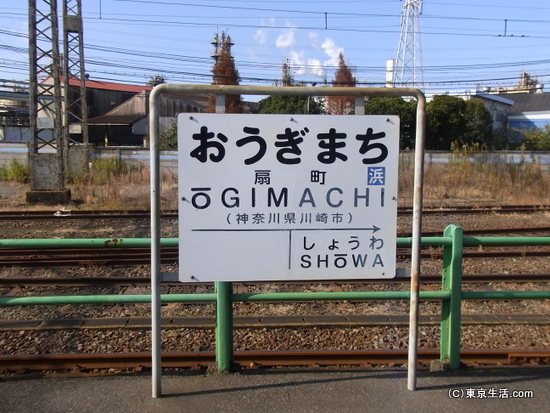 おうぎまち
扇町 浜
ŌGIMACHI
(神奈川県川崎市)
しょうわ
SHŌWA
(C)東京生活.com